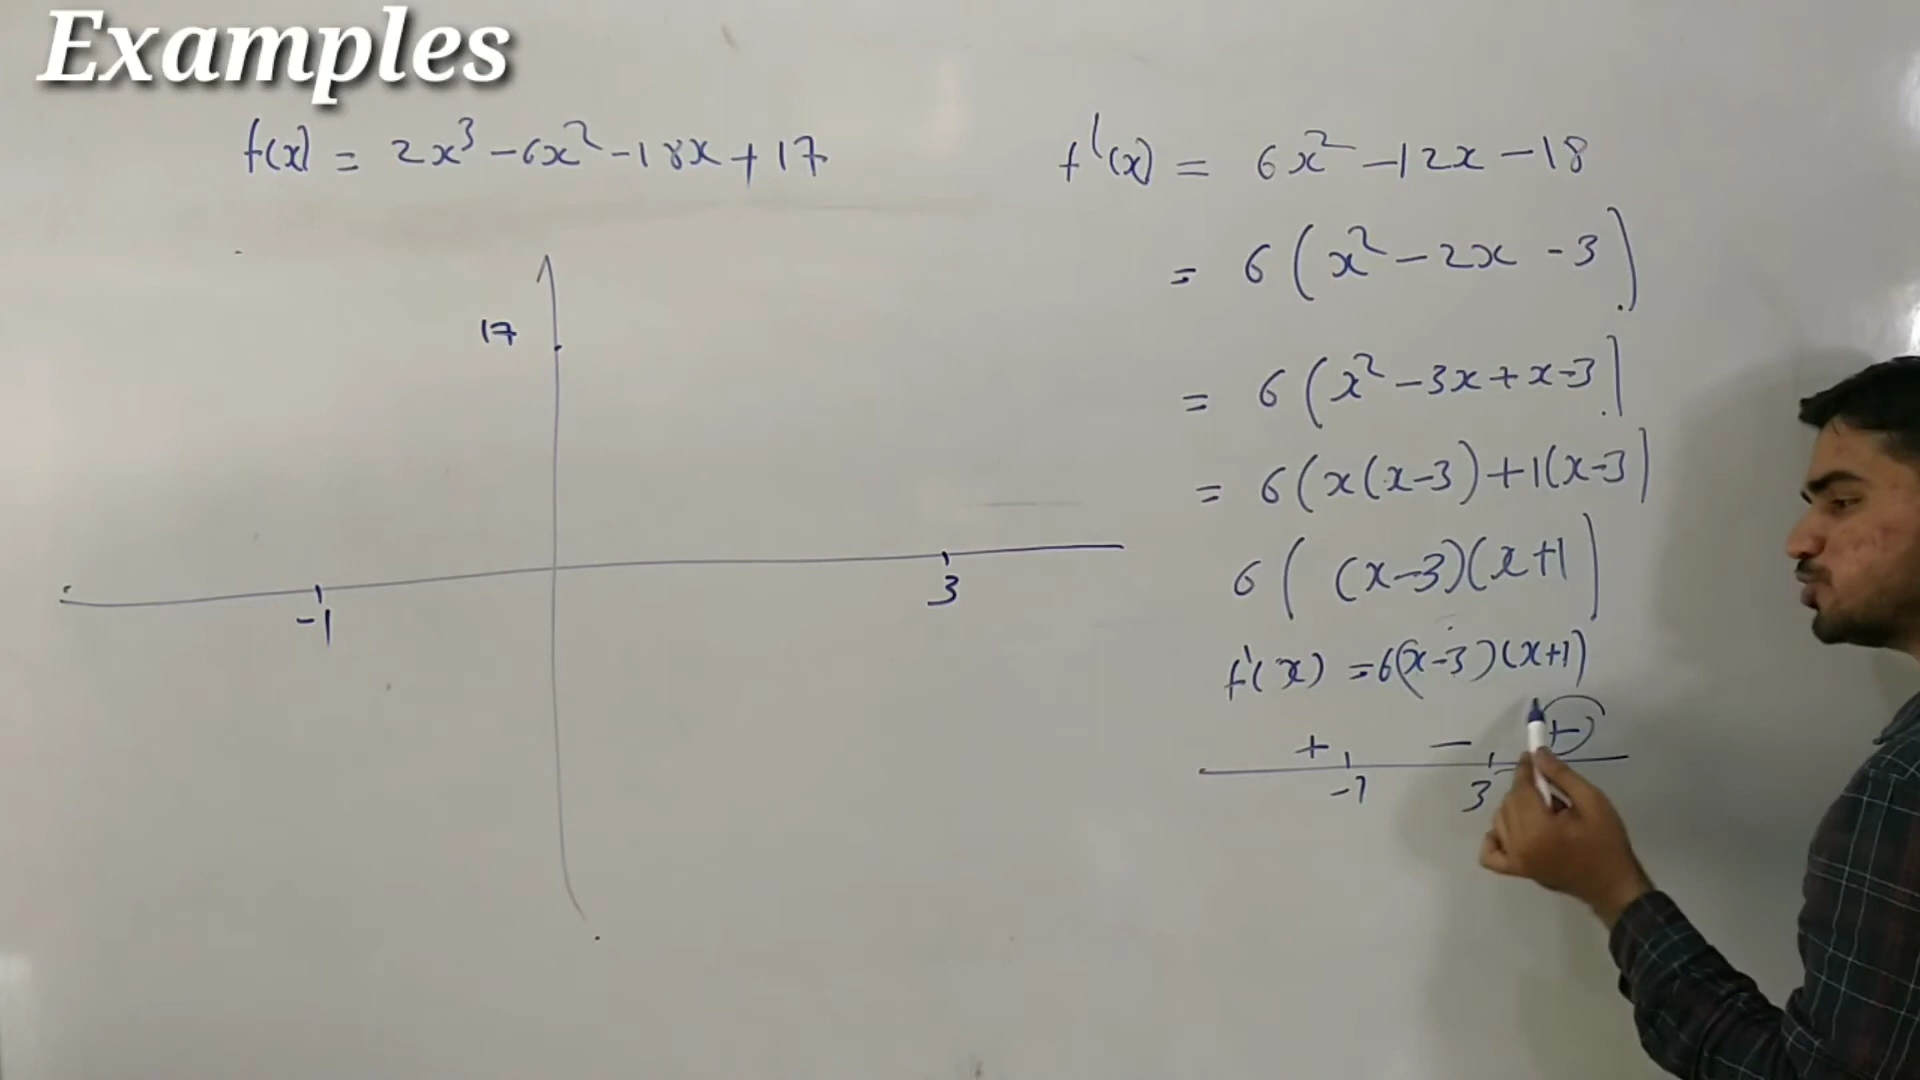 Examples
f(x) = 2x³ -6x² -18x + 17
17
-1
3
f'(x) = 6x² -12x -18
= 6(x² -2x -3)
= 6(x² -3x + x -3)
= 6(x(x-3) +1(x-3)
6( (x-3)(x+1)
f'(x) = 6(x-3)(x+1)
+ - +
-1 3